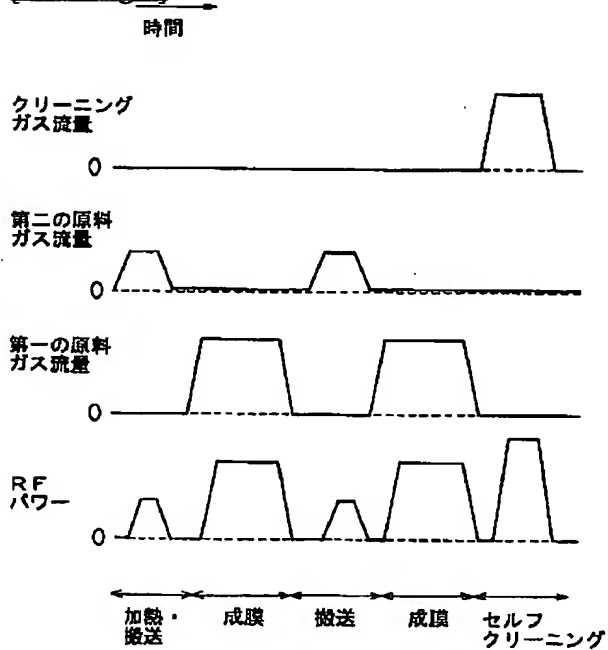 時間
クリーニング
ガス流量
0
第二の原料
ガス流量
0
第一の原料
ガス流量
0
RF
パワー
0
加熱・
搬送
成膜
搬送
成膜
セルフ
クリーニング